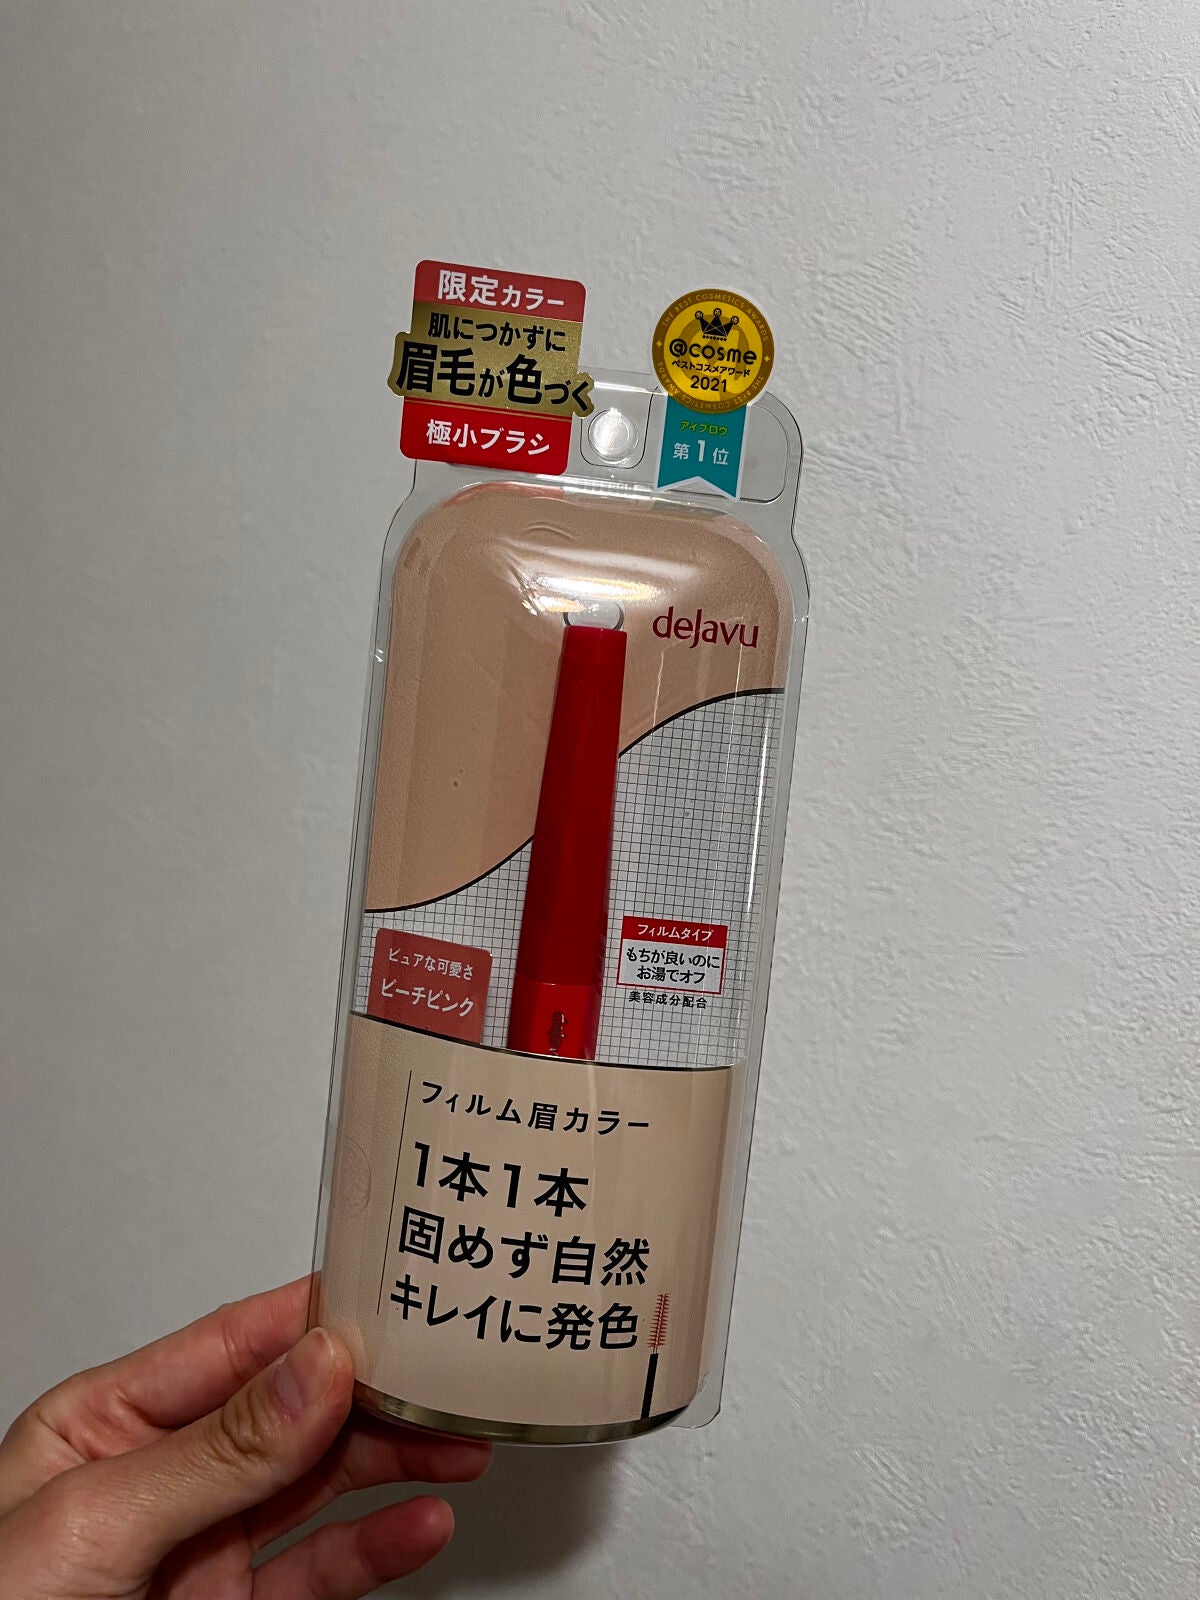 限定カラー
肌につかずに
眉毛が色づく
極小ブラシ
THE BEST COSMETICS AWARDS
@cosme
ベストコスメアワード
2021
アイブロウ
第1位
dejavu
フィルムタイプ
もちが良いのに
お湯でオフ
美容成分配合
ピュアな可愛さ
ピーチピンク
フィルム眉カラー
1本1本
固めず自然
キレイに発色